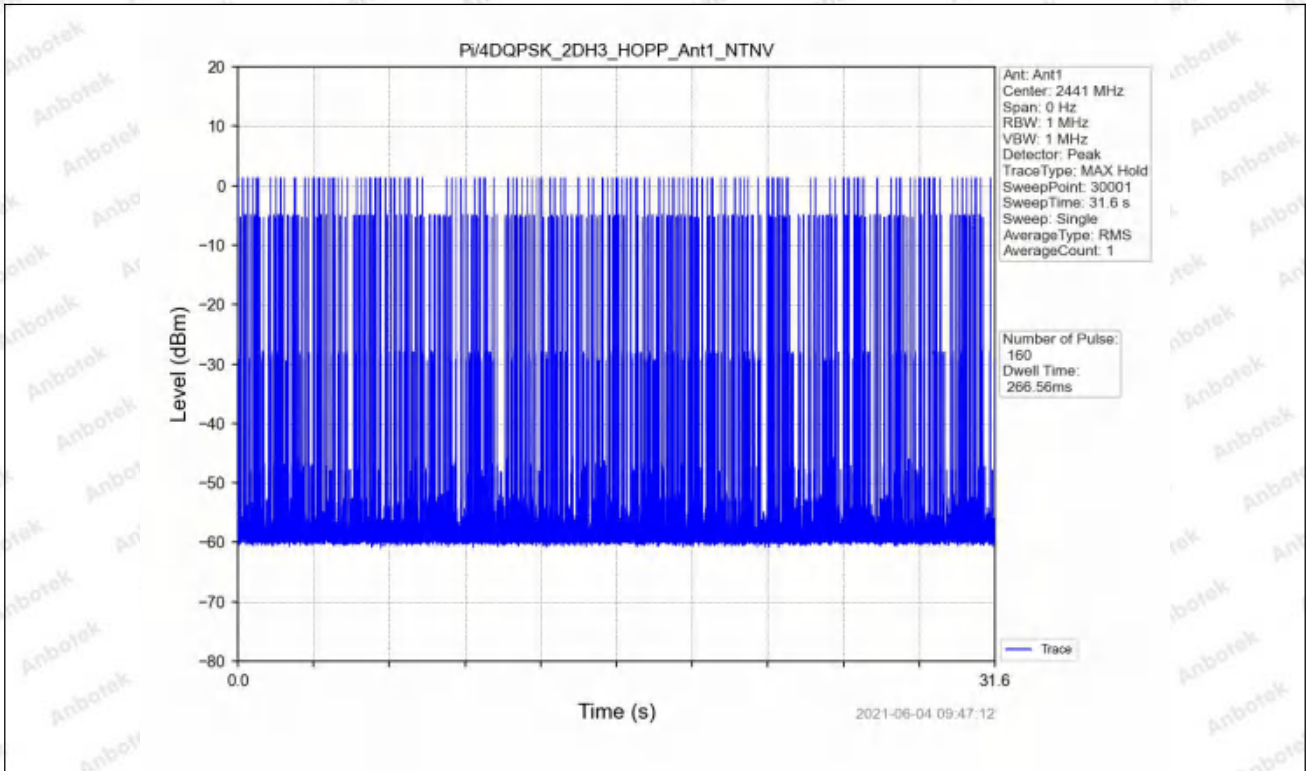 Pi/4DQPSK_2DH3_HOPP_Ant1_NTNV
20
10
0
−10
−20
−30
−40
−50
−60
−70
−80
Level (dBm)
0.0
31.6
Time (s)
2021-06-04 09:47:12
Ant: Ant1
Center: 2441 MHz
Span: 0 Hz
RBW: 1 MHz
VBW: 1 MHz
Detector: Peak
TraceType: MAX Hold
SweepPoint: 30001
SweepTime: 31.6 s
Sweep: Single
AverageType: RMS
AverageCount: 1
Number of Pulse:
160
Dwell Time:
266.56ms
Trace
Anbotek